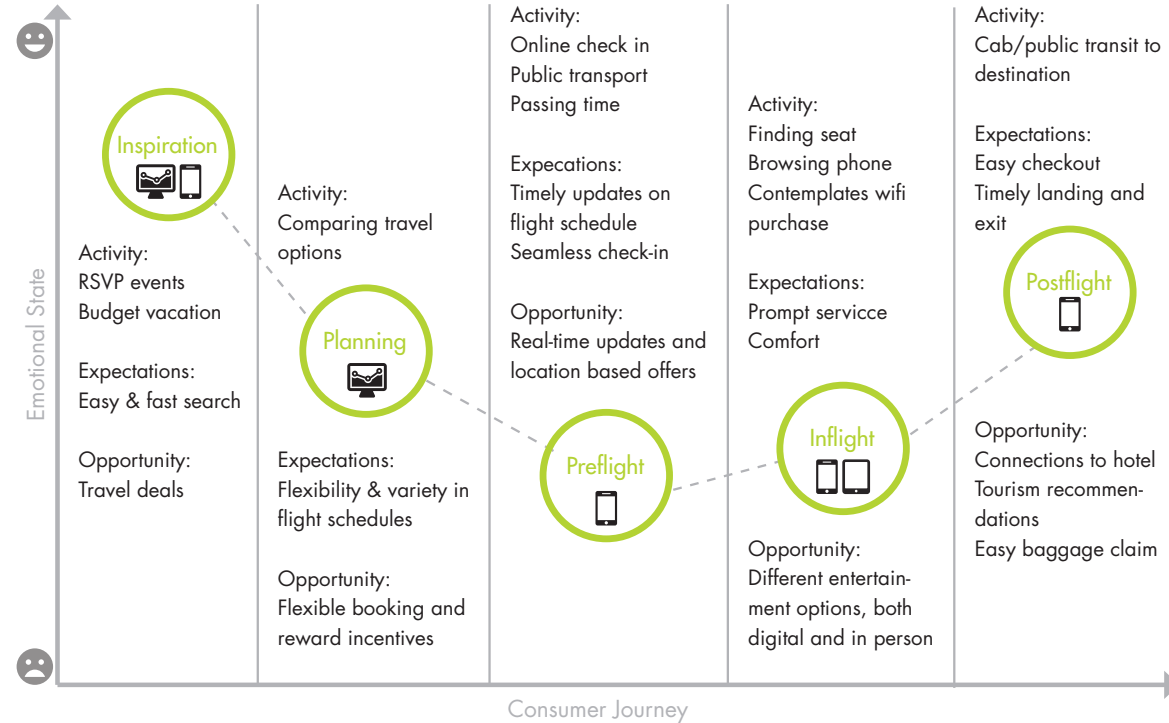 Emotional State
Inspiration
Activity:
RSVP events
Budget vacation
Expectations:
Easy & fast search
Opportunity:
Travel deals
Activity:
Comparing travel
options
Planning
Expectations:
Flexibility & variety in
flight schedules
Opportunity:
Flexible booking and
reward incentives
Activity:
Online check in
Public transport
Passing time
Expecations:
Timely updates on
flight schedule
Seamless check-in
Opportunity:
Real-time updates and
location based offers
Preflight
Activity:
Finding seat
Browsing phone
Contemplates wifi
purchase
Expectations:
Prompt servicce
Comfort
Inflight
Opportunity:
Different entertain-
ment options, both
digital and in person
Activity:
Cab/public transit to
destination
Expectations:
Easy checkout
Timely landing and
exit
Postflight
Opportunity:
Connections to hotel
Tourism recommen-
dations
Easy baggage claim
Consumer Journey